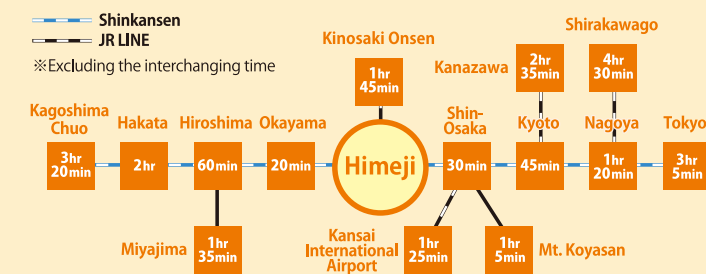 Shinkansen
JR LINE
※Excluding the interchanging time
Kinosaki Onsen
1hr
45min
Kanazawa
2hr
35min
Shirakawago
4hr
30min
Kagoshima
Chuo
3hr
20min
Hakata
2hr
Hiroshima
60min
Okayama
20min
Himeji
Shin-
Osaka
30min
Kyoto
45min
Nagoya
1hr
20min
Tokyo
3hr
5min
Miyajima
1hr
35min
Kansai
International
Airport
1hr
25min
1hr
5min
Mt. Koyasan